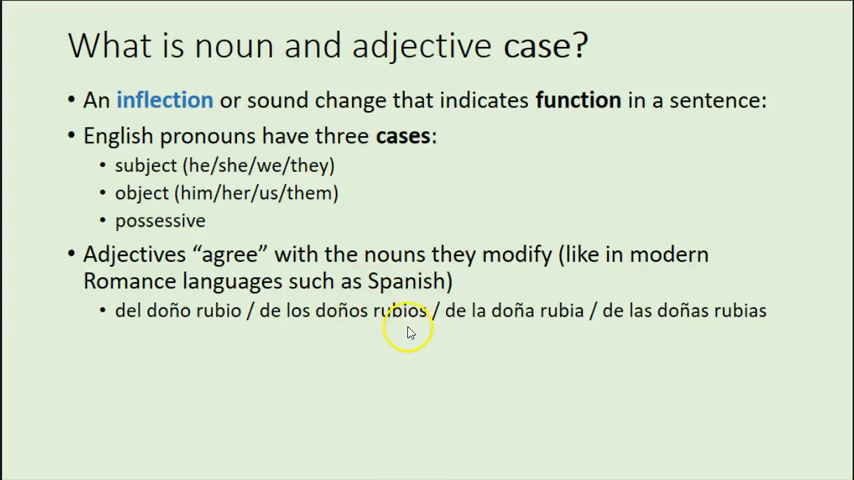 What is noun and adjective case?
• An inflection or sound change that indicates function in a sentence:
• English pronouns have three cases:
• subject (he/she/we/they)
• object (him/her/us/them)
• possessive
• Adjectives “agree” with the nouns they modify (like in modern
Romance languages such as Spanish)
• del doño rubio / de los doños rubios / de la doña rubia / de las doñas rubias